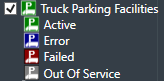 Truck Parking Facilities
Active
Error
Failed
Out Of Service